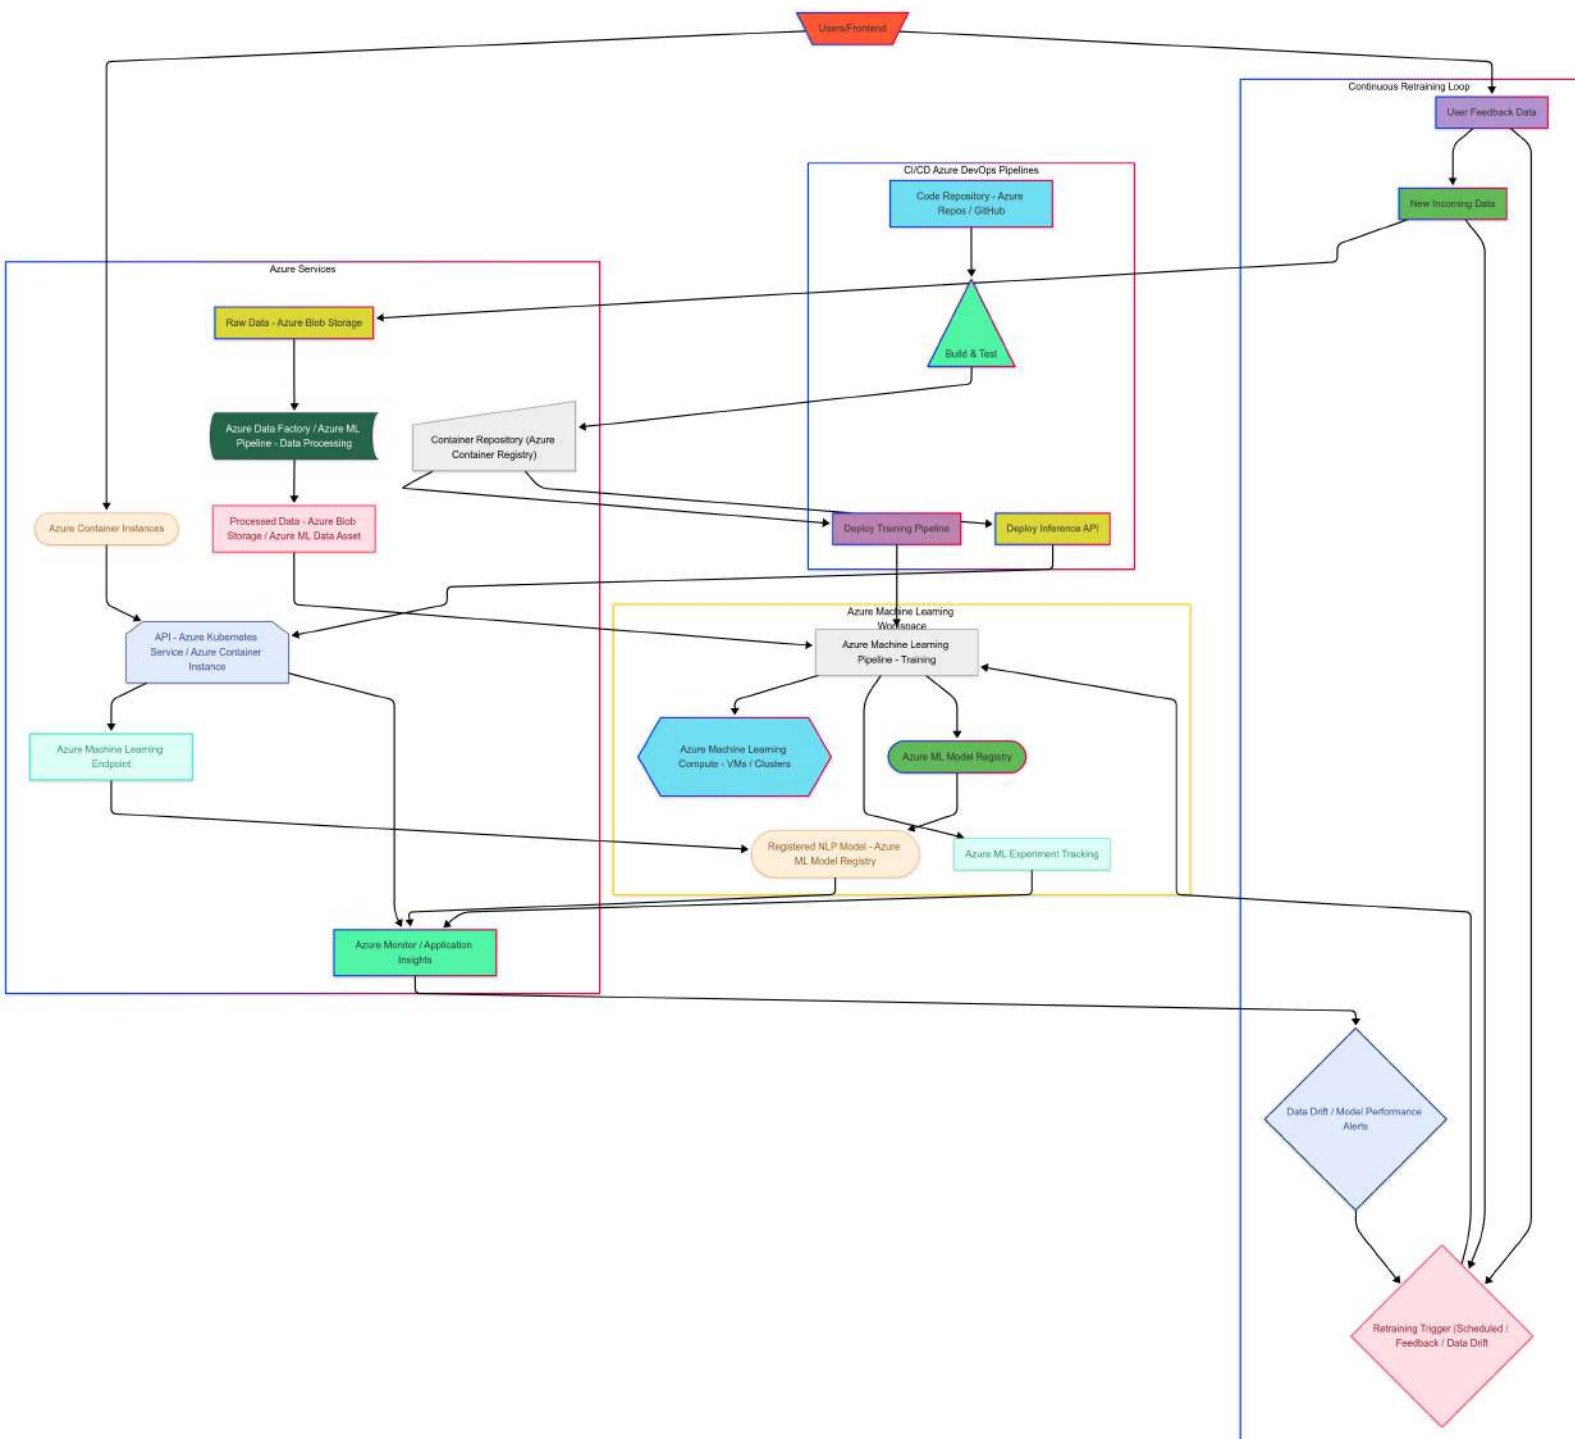 Users/Frontend
Continuous Retraining Loop
User Feedback Data
CI/CD Azure DevOps Pipelines
Code Repository - Azure
Repos / GitHub
New Incoming Data
Azure Services
Raw Data - Azure Blob Storage
Build & Test
Azure Data Factory / Azure ML
Pipeline - Data Processing
Container Repository (Azure
Container Registry)
Azure Container Instances
Processed Data - Azure Blob
Storage / Azure ML Data Asset
Deploy Training Pipeline
Deploy Inference API
Azure Machine Learning
Workspace
API - Azure Kubernetes
Service / Azure Container
Instance
Azure Machine Learning
Pipeline - Training
Azure Machine Learning
Endpoint
Azure Machine Learning
Compute - VMs / Clusters
Azure ML Model Registry
Registered NLP Model - Azure
ML Model Registry
Azure ML Experiment Tracking
Azure Monitor / Application
Insights
Data Drift / Model Performance
Alerts
Retraining Trigger (Scheduled /
Feedback / Data Drift